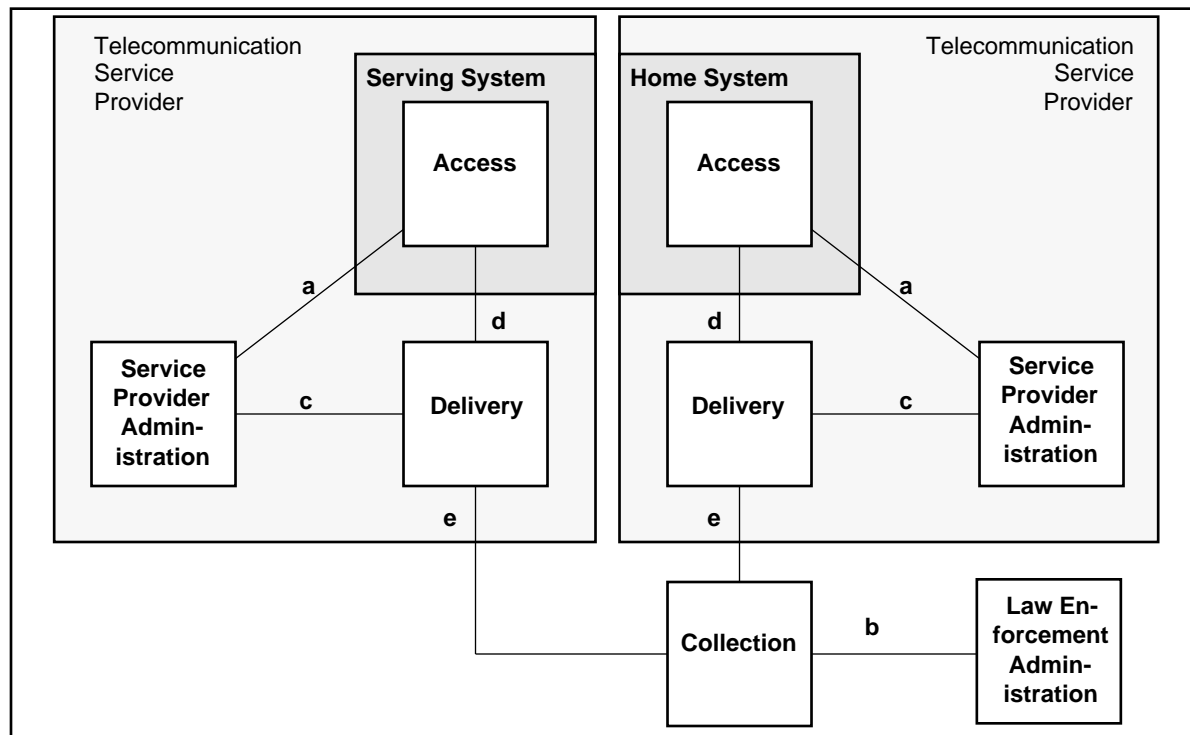 Telecommunication
Service
Provider
Serving System
Access
a
d
Service
Provider
Admin-
istration
c
Delivery
e
Telecommunication
Service
Provider
Home System
Access
a
d
Delivery
c
Service
Provider
Admin-
istration
e
Collection
b
Law En-
forcement
Admin-
istration